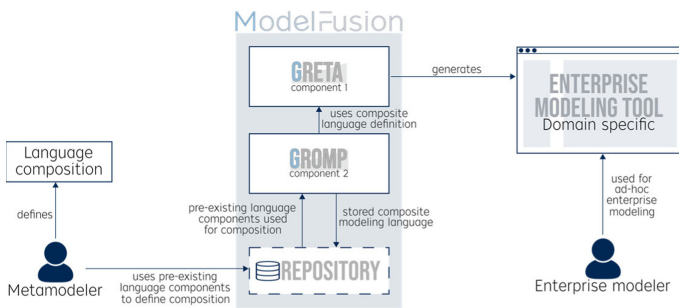 ModelFusion
GRETA
component 1
generates
ENTERPRISE
MODELING TOOL
Domain specific
uses composite
language definition
Language
composition
GROMP
component 2
defines
pre-existing language
components used
for composition
stored composite
modeling language
used for
ad-hoc
enterprise
modeling
REPOSITORY
Metamodeler
uses pre-existing
language components
to define composition
Enterprise modeler